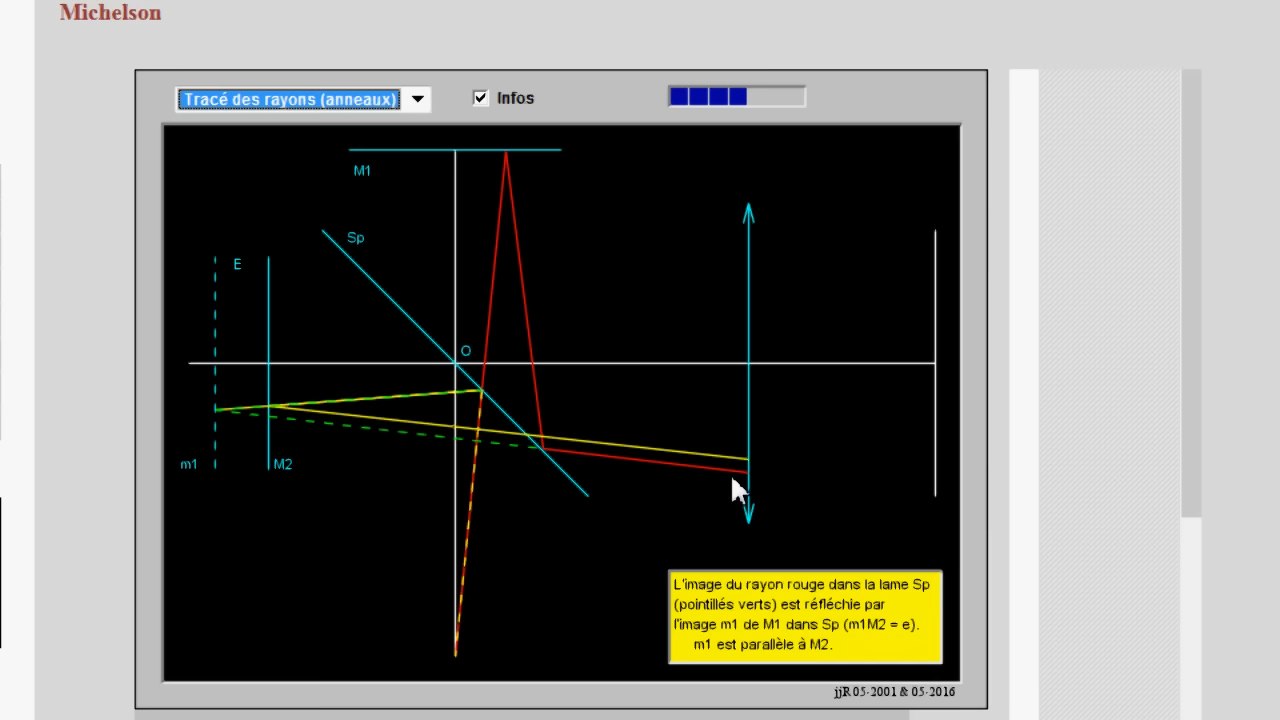 Michelson
Tracé des rayons (anneaux)
Infos
M1
Sp
E
O
m1
M2
L'image du rayon rouge dans la lame Sp
(pointillés verts) est réfléchie par
l'image m1 de M1 dans Sp (m1M2 = e).
m1 est parallèle à M2.
jjR 05-2001 & 05-2016